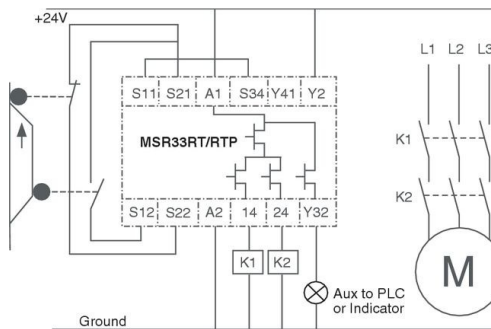 +24V
L1 L2 L3
S11 S21 A1 S34 Y41 Y2
MSR33RT/RTP
K1
K2
S12 S22 A2 14 24 Y32
K1 K2
M
Aux to PLC
or Indicator
Ground